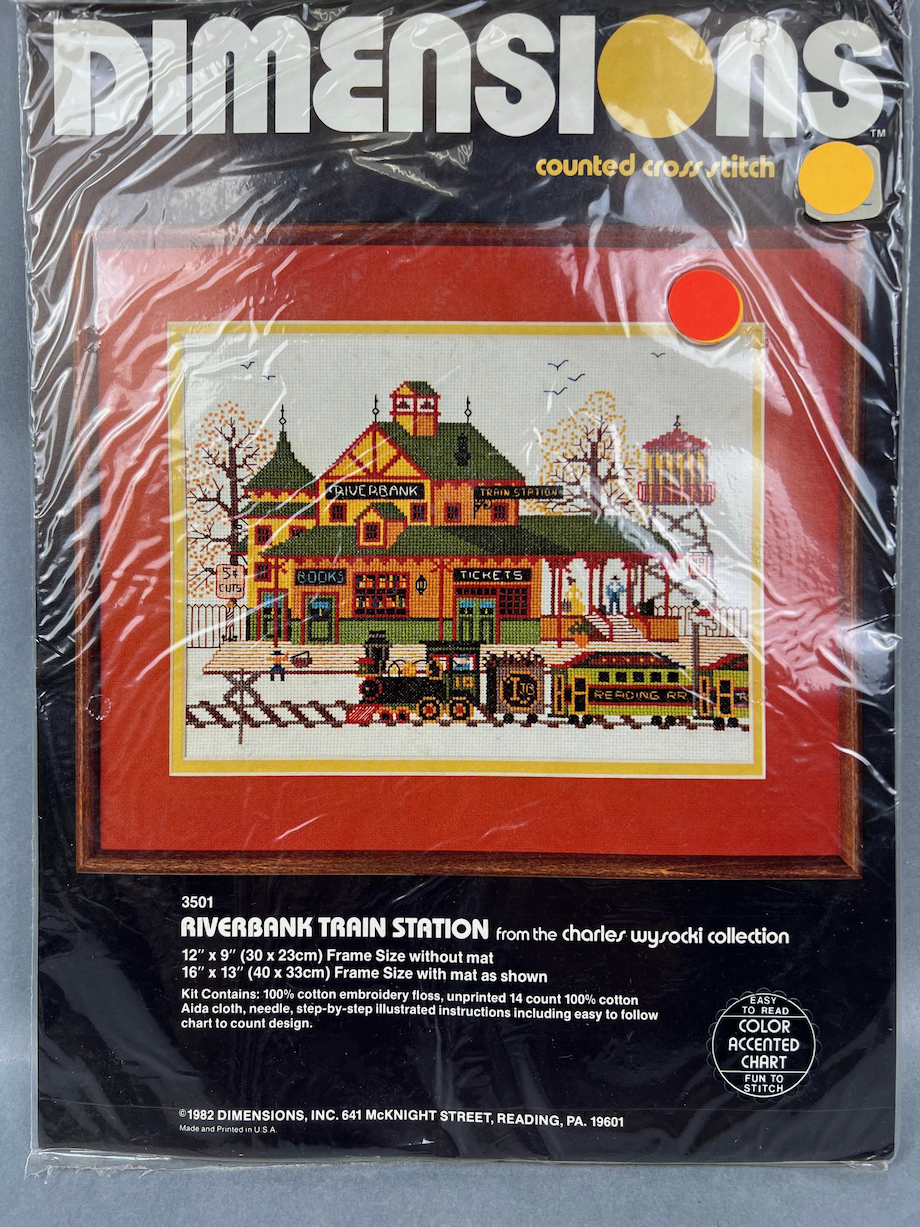 DIMENSIONS™
counted cross stitch
RIVERBANK
TRAIN STATION
5¢
CUTS
BOOKS
TICKETS
READING RR
3501
RIVERBANK TRAIN STATION from the charles wysocki collection
12" x 9" (30 x 23cm) Frame Size without mat
16" x 13" (40 x 33cm) Frame Size with mat as shown
Kit Contains: 100% cotton embroidery floss, unprinted 14 count 100% cotton
Aida cloth, needle, step-by-step illustrated instructions including easy to follow
chart to count design.
EASY
TO READ
COLOR
ACCENTED
CHART
FUN TO
STITCH
©1982 DIMENSIONS, INC. 641 McKNIGHT STREET, READING, PA. 19601
Made and Printed in U.S.A.